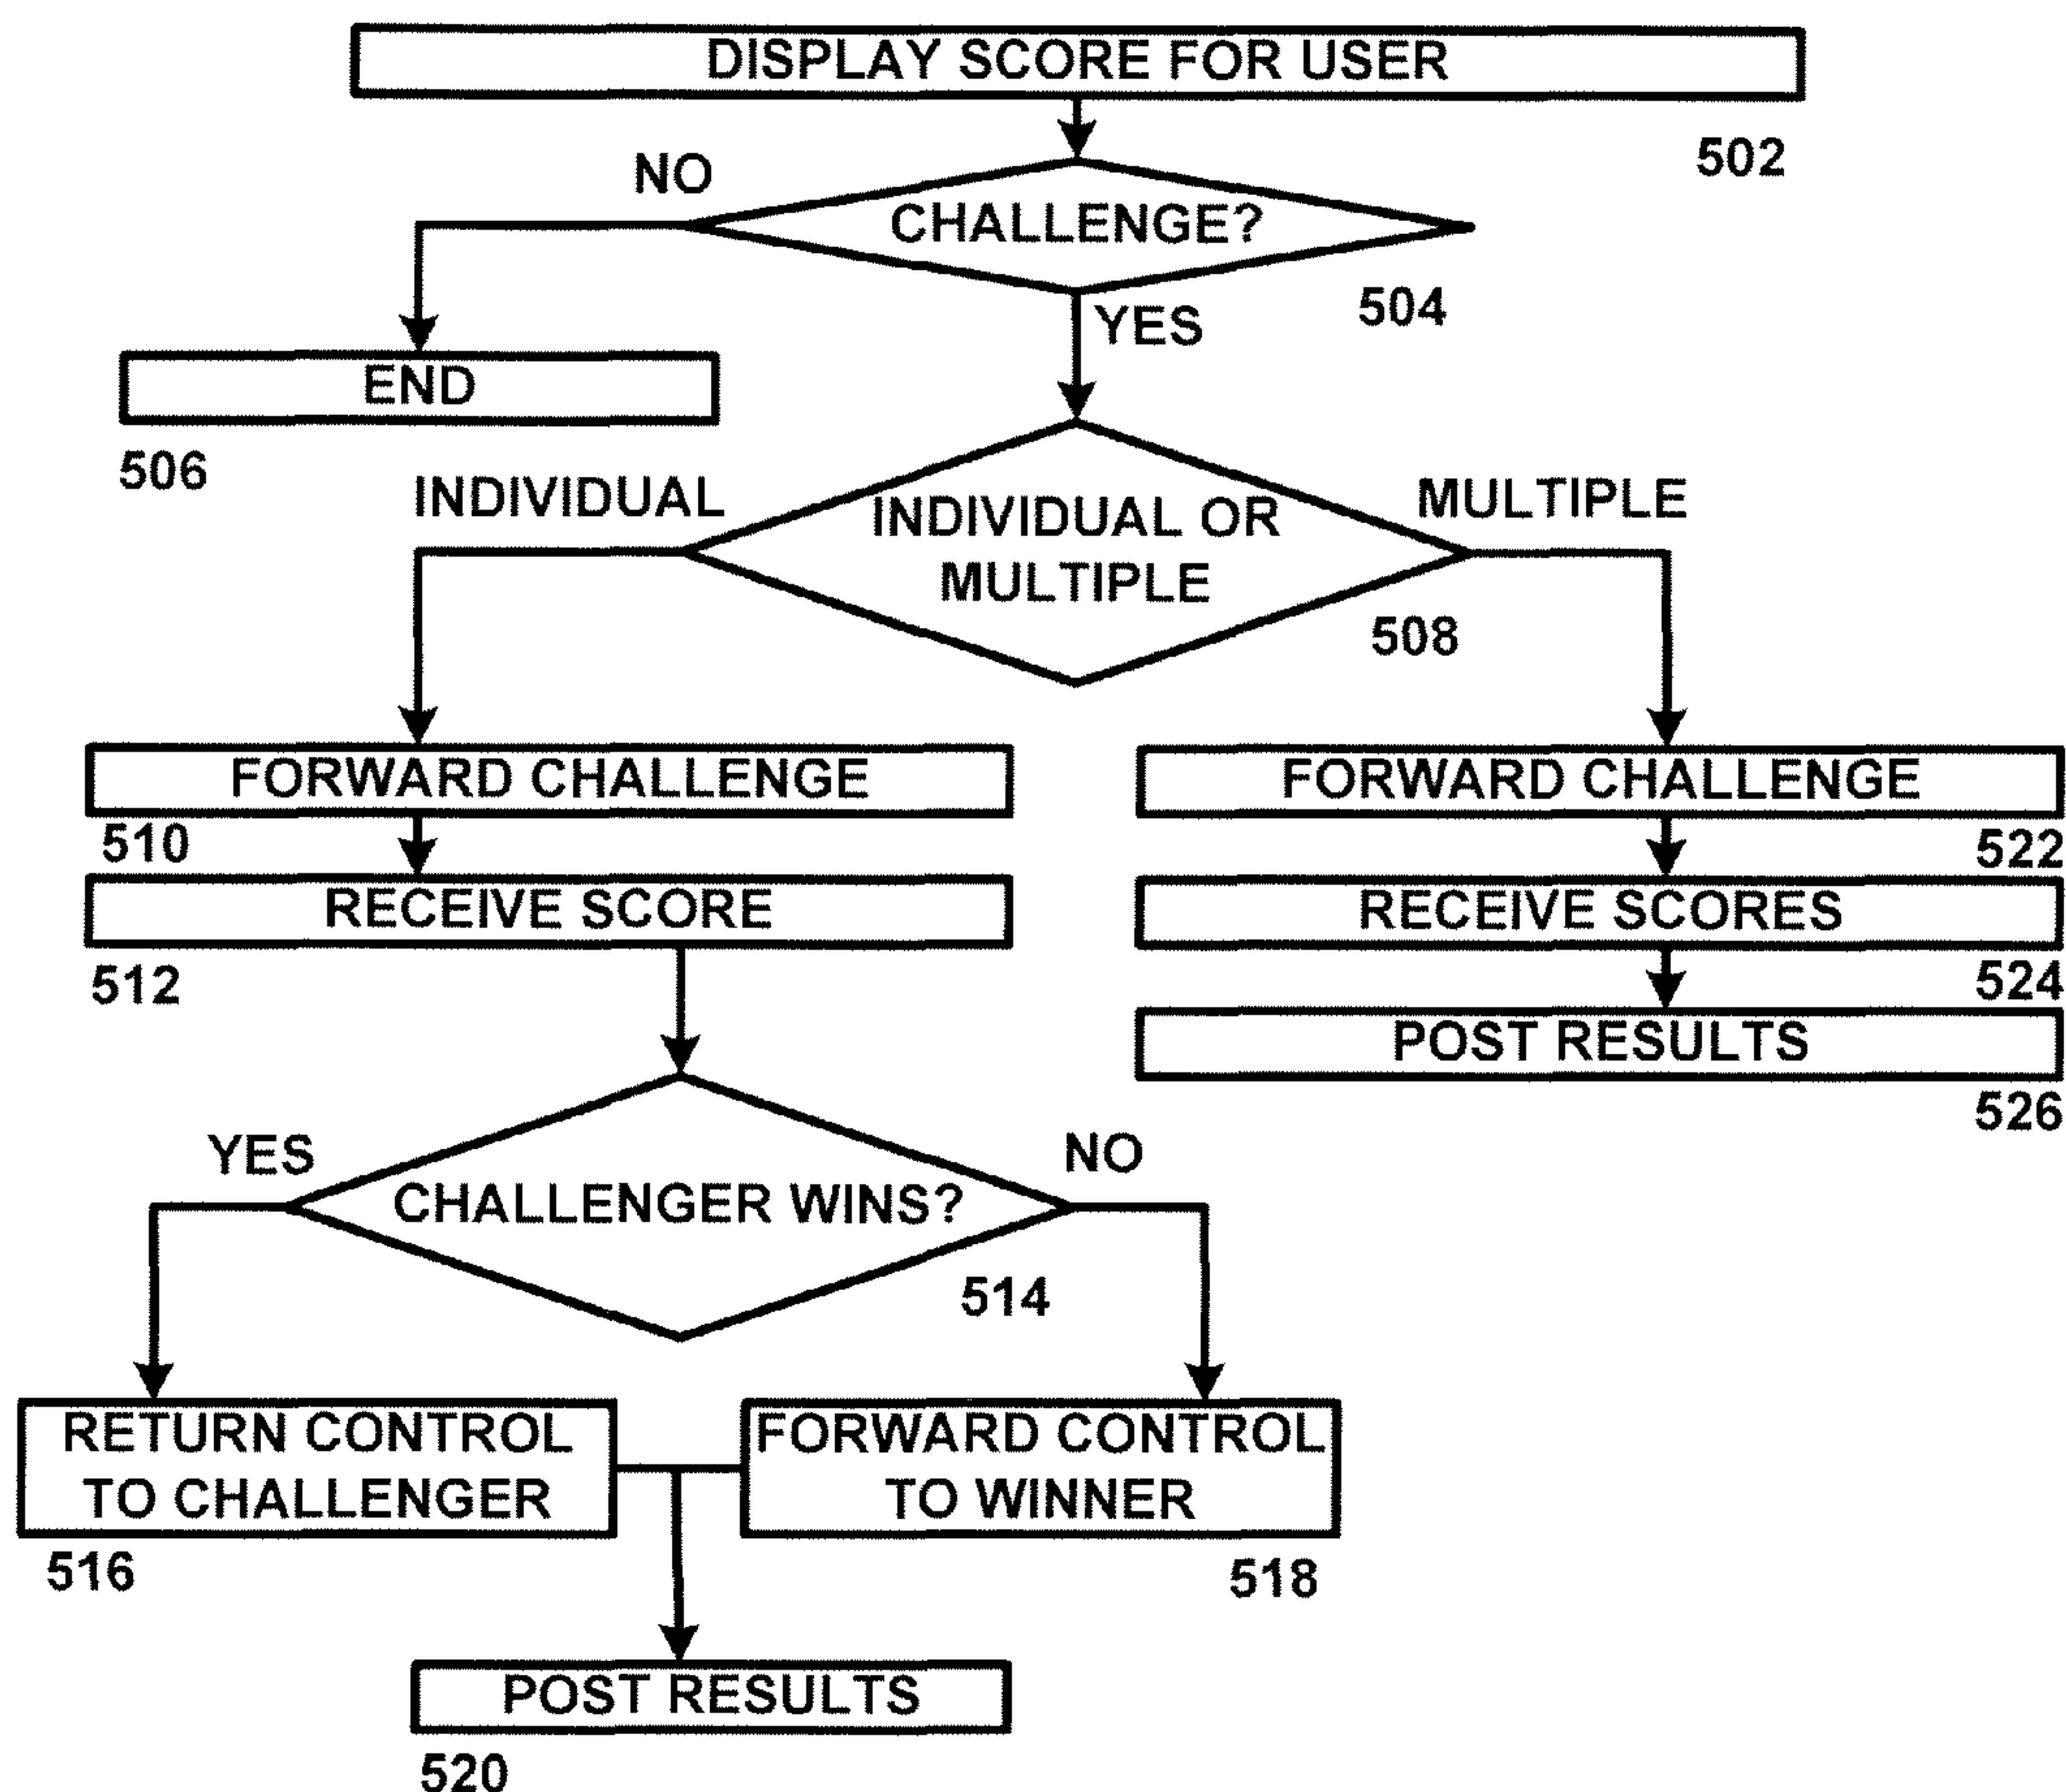 DISPLAY SCORE FOR USER
502
NO
CHALLENGE?
504
YES
END
506
INDIVIDUAL
INDIVIDUAL OR
MULTIPLE
MULTIPLE
508
FORWARD CHALLENGE
510
RECEIVE SCORE
512
FORWARD CHALLENGE
522
RECEIVE SCORES
524
POST RESULTS
526
YES
CHALLENGER WINS?
NO
514
RETURN CONTROL
TO CHALLENGER
516
FORWARD CONTROL
TO WINNER
518
POST RESULTS
520